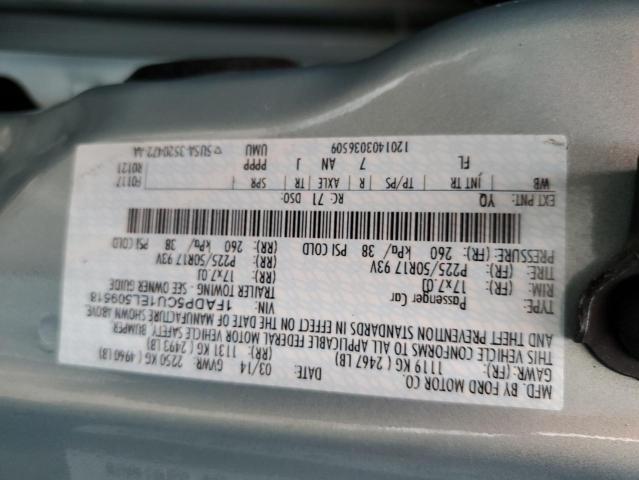 MFD. BY FORD MOTOR CO.
DATE: 03/14 GVWR: 2250 KG ( 4960 LB)
GAWR: (FR): 1119 KG ( 2467 LB) (RR): 1131 KG ( 2493 LB)
THIS VEHICLE CONFORMS TO ALL APPLICABLE FEDERAL MOTOR VEHICLE SAFETY, BUMPER,
AND THEFT PREVENTION STANDARDS IN EFFECT ON THE DATE OF MANUFACTURE SHOWN ABOVE.
VIN: 1FADP5CU1EL509518
TYPE: Passenger Car TRAILER TOWING - SEE OWNER GUIDE
RIM: 17x7.0J 17x7.0J
TIRE: (FR): P225/50R17 93V (RR): P225/50R17 93V
PRESSURE: (FR): 260 kPa/ 38 PSI COLD (RR): 260 kPa/ 38 PSI COLD
EXT PNT: YQ RC: 71 DSO:
WB INT TR TP/PS R AXLE TR SPR F0117
FL 7 AN J PPPP R0121
1201403036509 UMU SUSA-3520472-AA